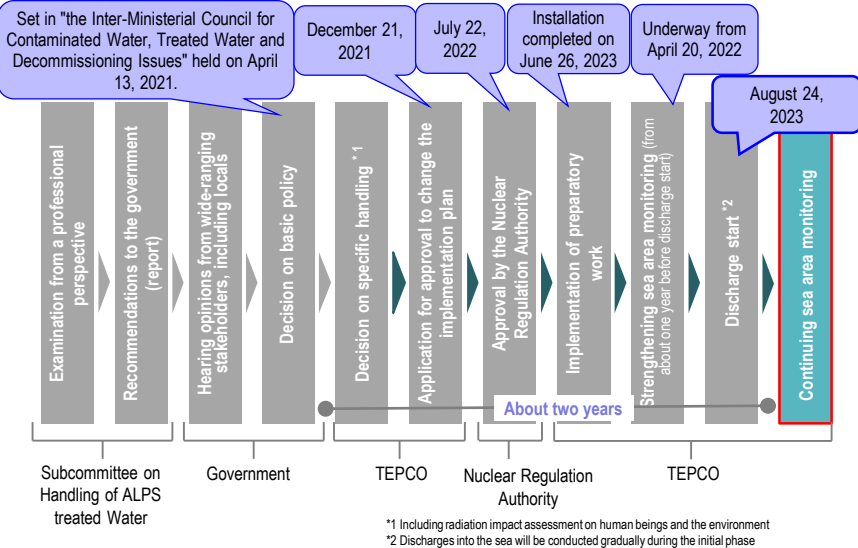 Set in "the Inter-Ministerial Council for
Contaminated Water, Treated Water and
Decommissioning Issues" held on April
13, 2021.
December 21,
2021
July 22,
2022
Installation
completed on
June 26, 2023
Underway from
April 20, 2022
August 24,
2023
Examination from a professional
perspective
Recommendations to the government
(report)
Hearing opinions from wide-ranging
stakeholders, including locals
Decision on basic policy
Decision on specific handling *1
Application for approval to change the
implementation plan
Approval by the Nuclear
Regulation Authority
Implementation of preparatory
work
Strengthening sea area monitoring (from
about one year before discharge start)
Discharge start *2
Continuing sea area monitoring
About two years
Subcommittee on
Handling of ALPS
treated Water
Government
TEPCO
Nuclear Regulation
Authority
TEPCO
*1 Including radiation impact assessment on human beings and the environment
*2 Discharges into the sea will be conducted gradually during the initial phase